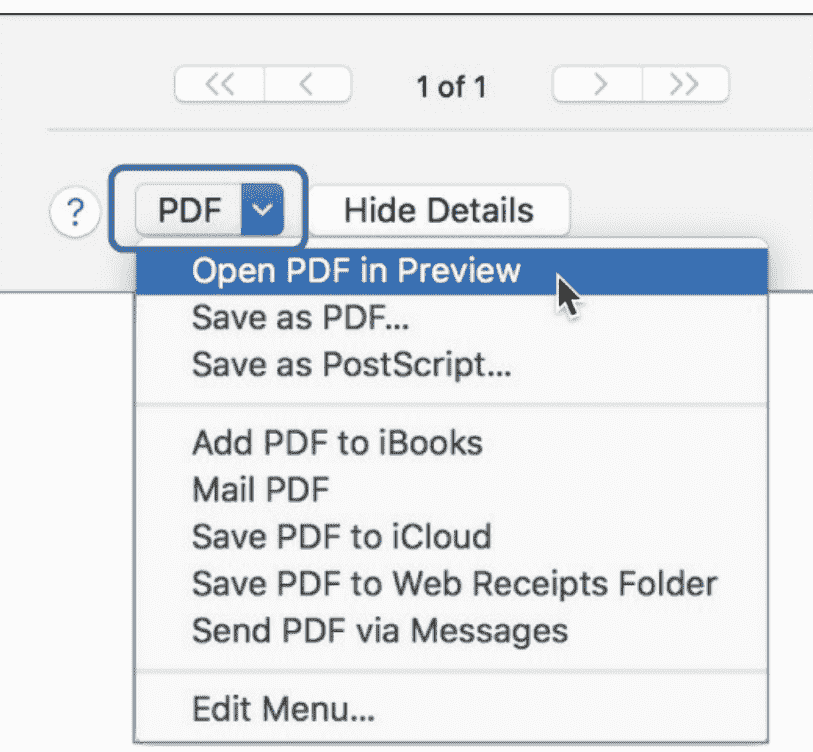 << < 1 of 1 > >>
? PDF Hide Details
Open PDF in Preview
Save as PDF...
Save as PostScript...
Add PDF to iBooks
Mail PDF
Save PDF to iCloud
Save PDF to Web Receipts Folder
Send PDF via Messages
Edit Menu...